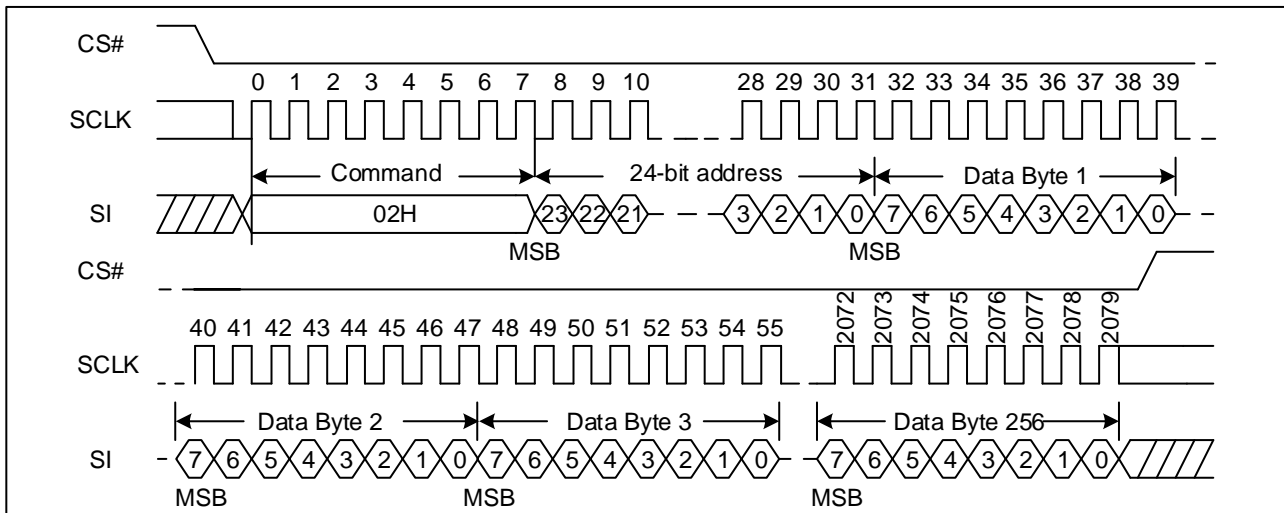 CS#
0 1 2 3 4 5 6 7 8 9 10 28 29 30 31 32 33 34 35 36 37 38 39
SCLK
Command 24-bit address Data Byte 1
SI 02H 23 22 21 3 2 1 0 7 6 5 4 3 2 1 0
MSB MSB
CS#
40 41 42 43 44 45 46 47 48 49 50 51 52 53 54 55 2072 2073 2074 2075 2076 2077 2078 2079
SCLK
Data Byte 2 Data Byte 3 Data Byte 256
SI 7 6 5 4 3 2 1 0 7 6 5 4 3 2 1 0 7 6 5 4 3 2 1 0
MSB MSB MSB